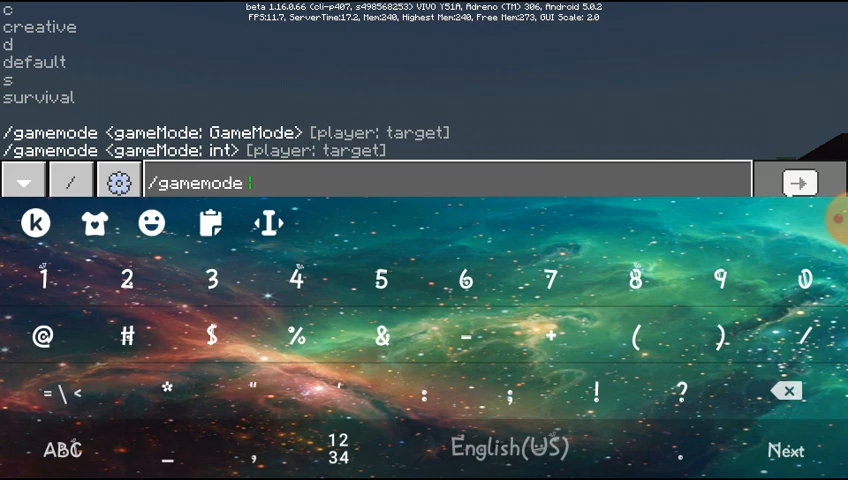 beta 1.16.0.66 (cli-p407, s498568253) VIVO Y51A, Adreno (TM) 306, Android 5.0.2
FPS:11.7, ServerTime:17.2, Mem:240, Highest Mem:240, Free Mem:273, GUI Scale: 2.0
c
creative
d
default
s
survival
/gamemode <gameMode: GameMode> [player: target]
/gamemode <gameMode: int> [player: target]
/
/gamemode
k
1 2 3 4 5 6 7 8 9 0
@ # $ % & - + ( ) /
= \ < * " ' : ; ! ? 
ABC _ , 12 34 English(US) . Next